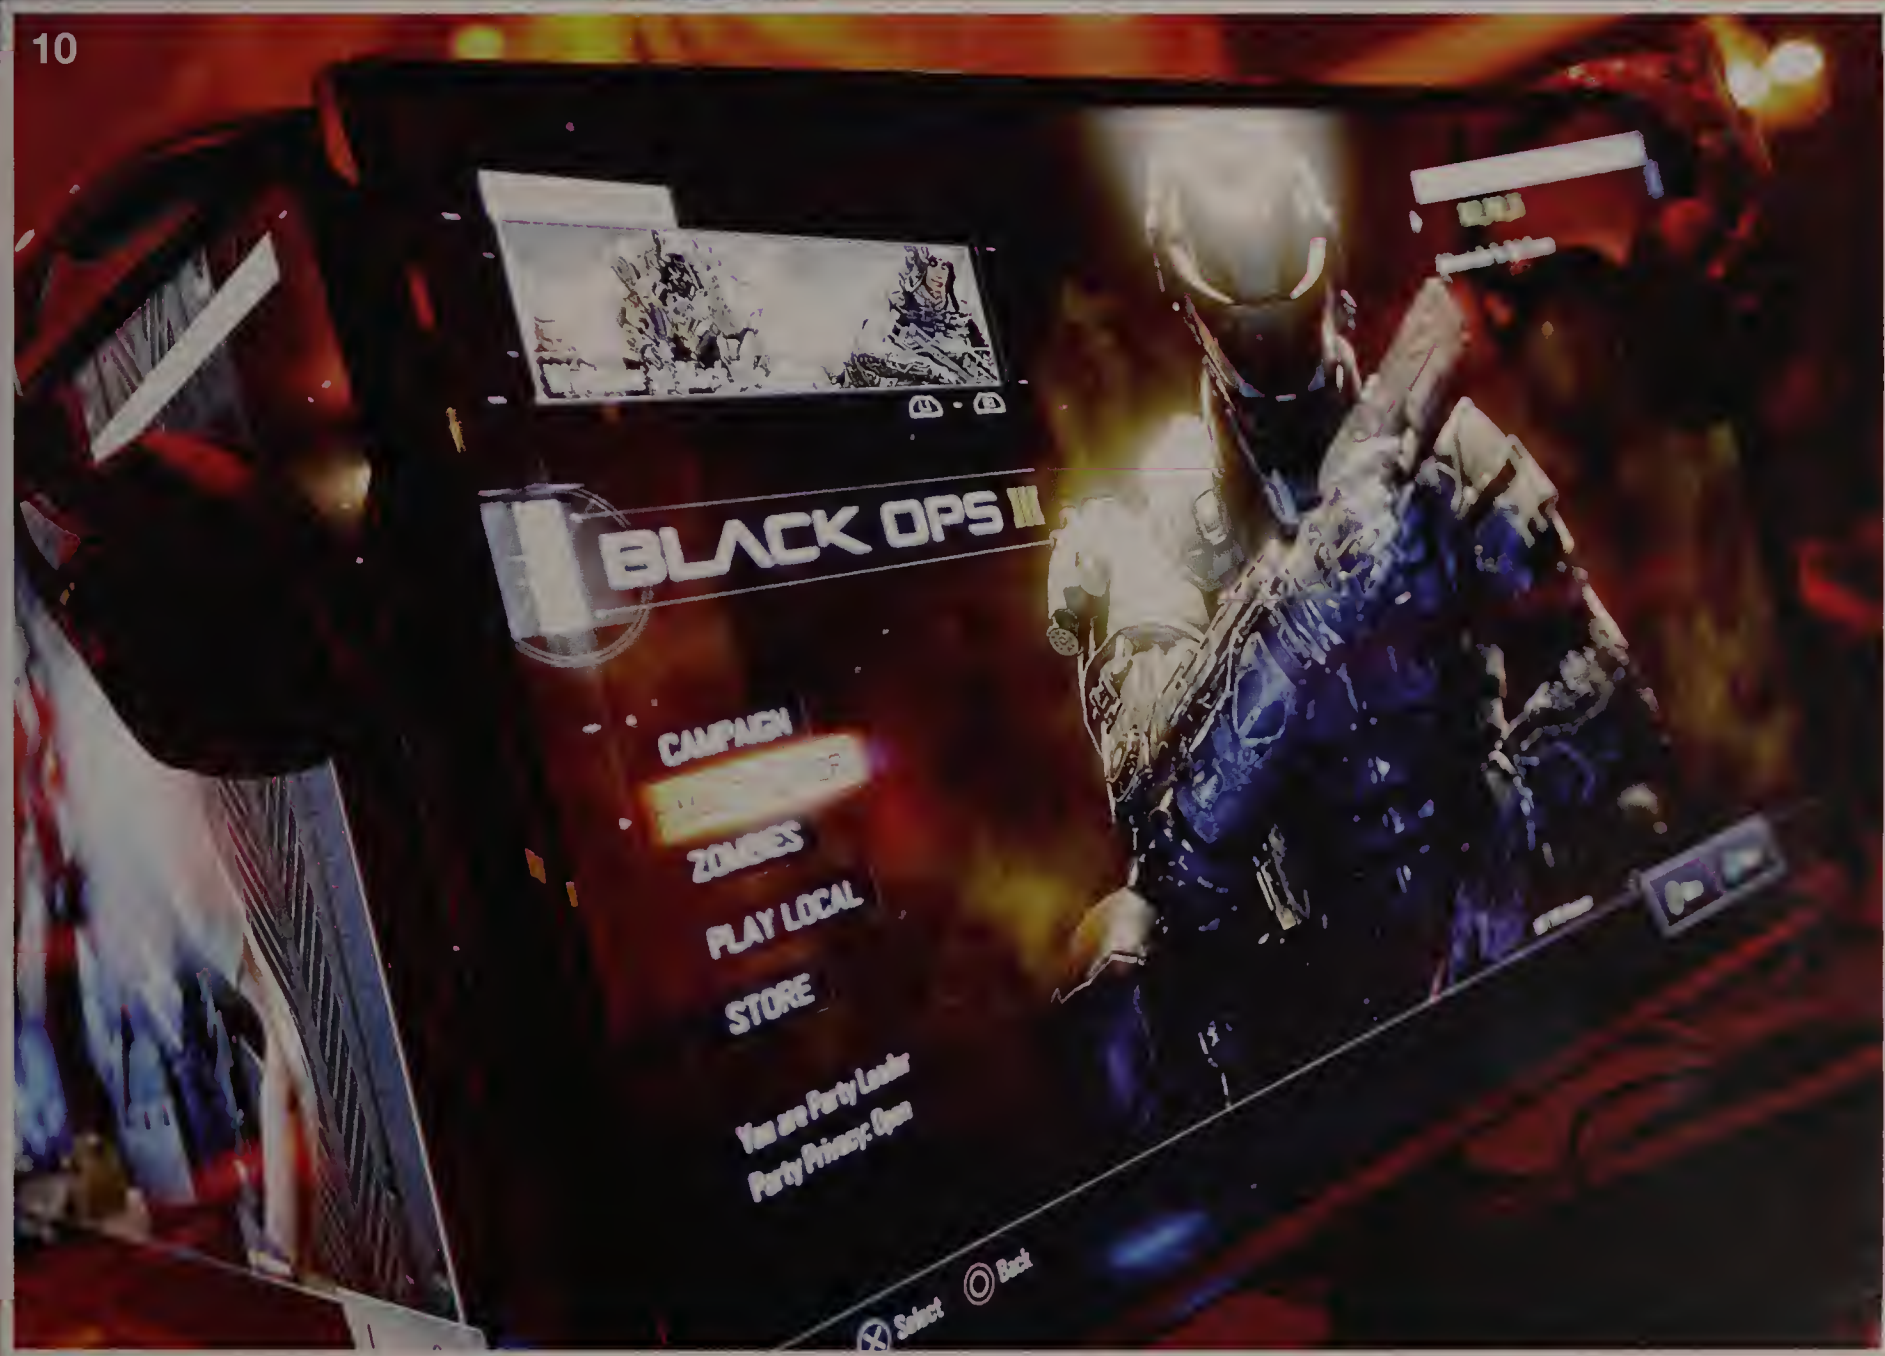 10
BLACK OPS III
CAMPAIGN
ZOMBIES
PLAY LOCAL
STORE
You are Party Leader
Party Privacy: Open
Select
Back